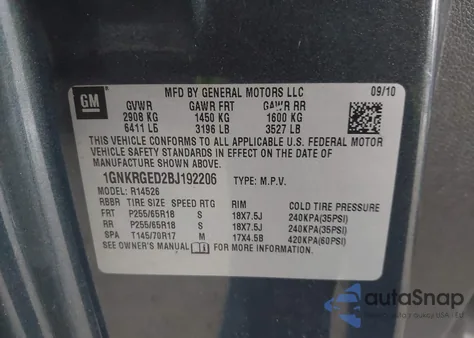 GM
MFD BY GENERAL MOTORS LLC
09/10
GVWR GAWR FRT GAWR RR
2908 KG 1450 KG 1600 KG
6411 LB 3196 LB 3527 LB
THIS VEHICLE CONFORMS TO ALL APPLICABLE U.S. FEDERAL MOTOR
VEHICLE SAFETY STANDARDS IN EFFECT ON THE DATE OF
MANUFACTURE SHOWN ABOVE.
1GNKRGED2BJ192206 TYPE: M.P.V.
MODEL: R14526
RBBR TIRE SIZE SPEED RTG RIM COLD TIRE PRESSURE
FRT P255/65R18 S 18X7.5J 240KPA(35PSI)
RR P255/65R18 S 18X7.5J 240KPA(35PSI)
SPA T145/70R17 M 17X4.5B 420KPA(60PSI)
SEE OWNER'S MANUAL FOR MORE INFORMATION.
autoSnap